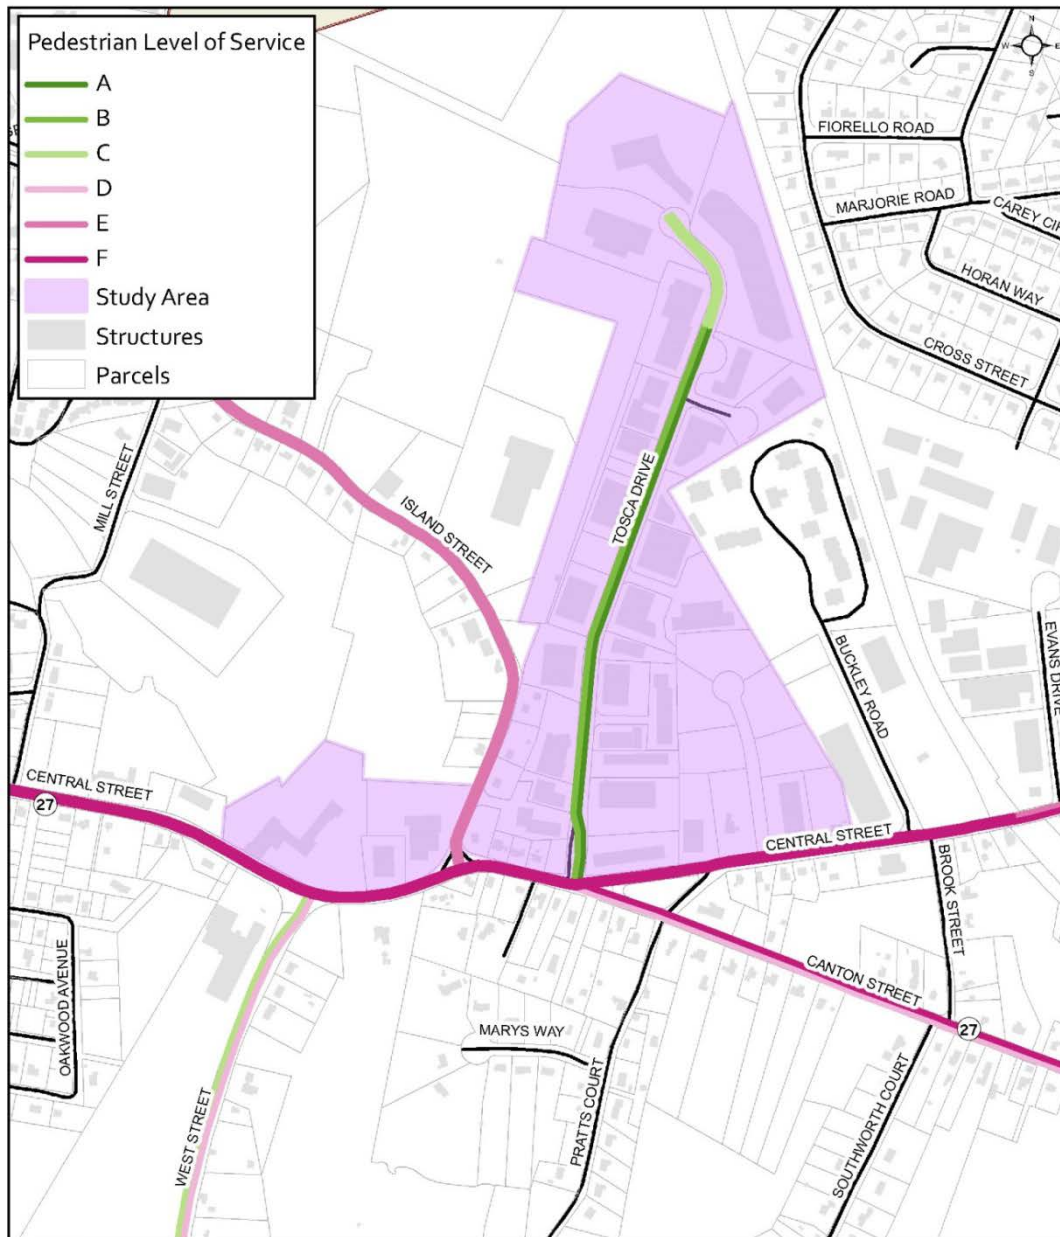 Pedestrian Level of Service
A
B
C
D
E
F
Study Area
Structures
Parcels
N
W
E
S
FIORELLO ROAD
MARJORIE ROAD
HORAN WAY
CROSS STREET
MILL STREET
ISLAND STREET
TOSCA DRIVE
BUCKLEY ROAD
EVANS DRIVE
CENTRAL STREET
27
CENTRAL STREET
BROOK STREET
OAKWOOD AVENUE
CANTON STREET
27
MARYS WAY
PRATTS COURT
SOUTHWORTH COURT
WEST STREET